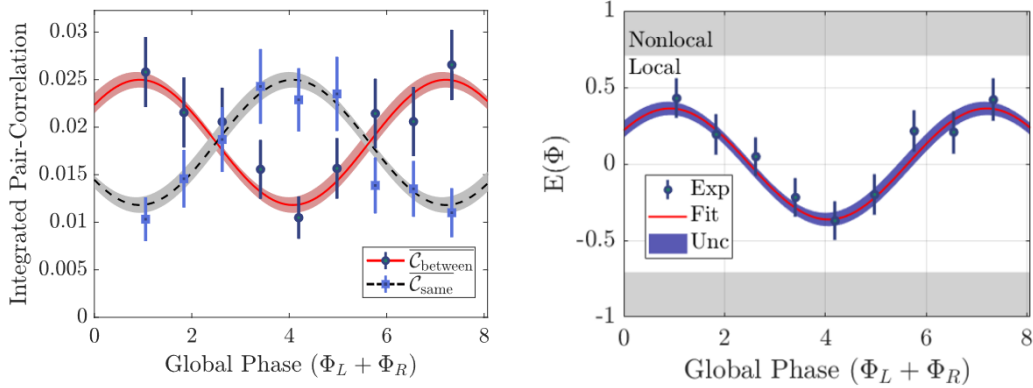 Integrated Pair-Correlation
0.03
0.025
0.02
0.015
0.01
0.005
0
0 2 4 6 8
Global Phase (Φ_L + Φ_R)
C_between
C_same
E(Φ)
1
0.5
0
-0.5
-1
Nonlocal
Local
Exp
Fit
Unc
0 2 4 6 8
Global Phase (Φ_L + Φ_R)